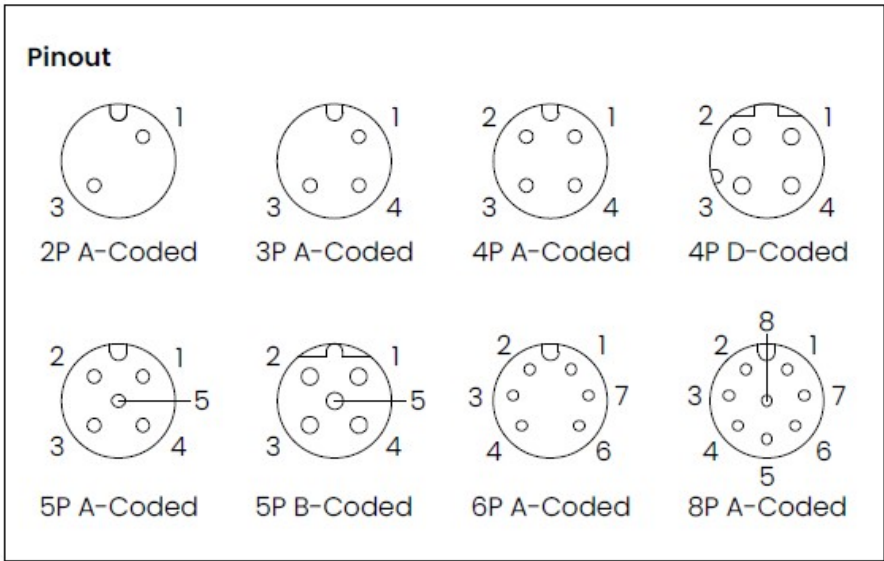 Pinout
1
3
2P A-Coded
1
3 4
3P A-Coded
2 1
3 4
4P A-Coded
2 1
3 4
4P D-Coded
2 1
5
3 4
5P A-Coded
2 1
5
3 4
5P B-Coded
2 1
3 7
4 6
6P A-Coded
8
2 1
3 7
4 6
5
8P A-Coded